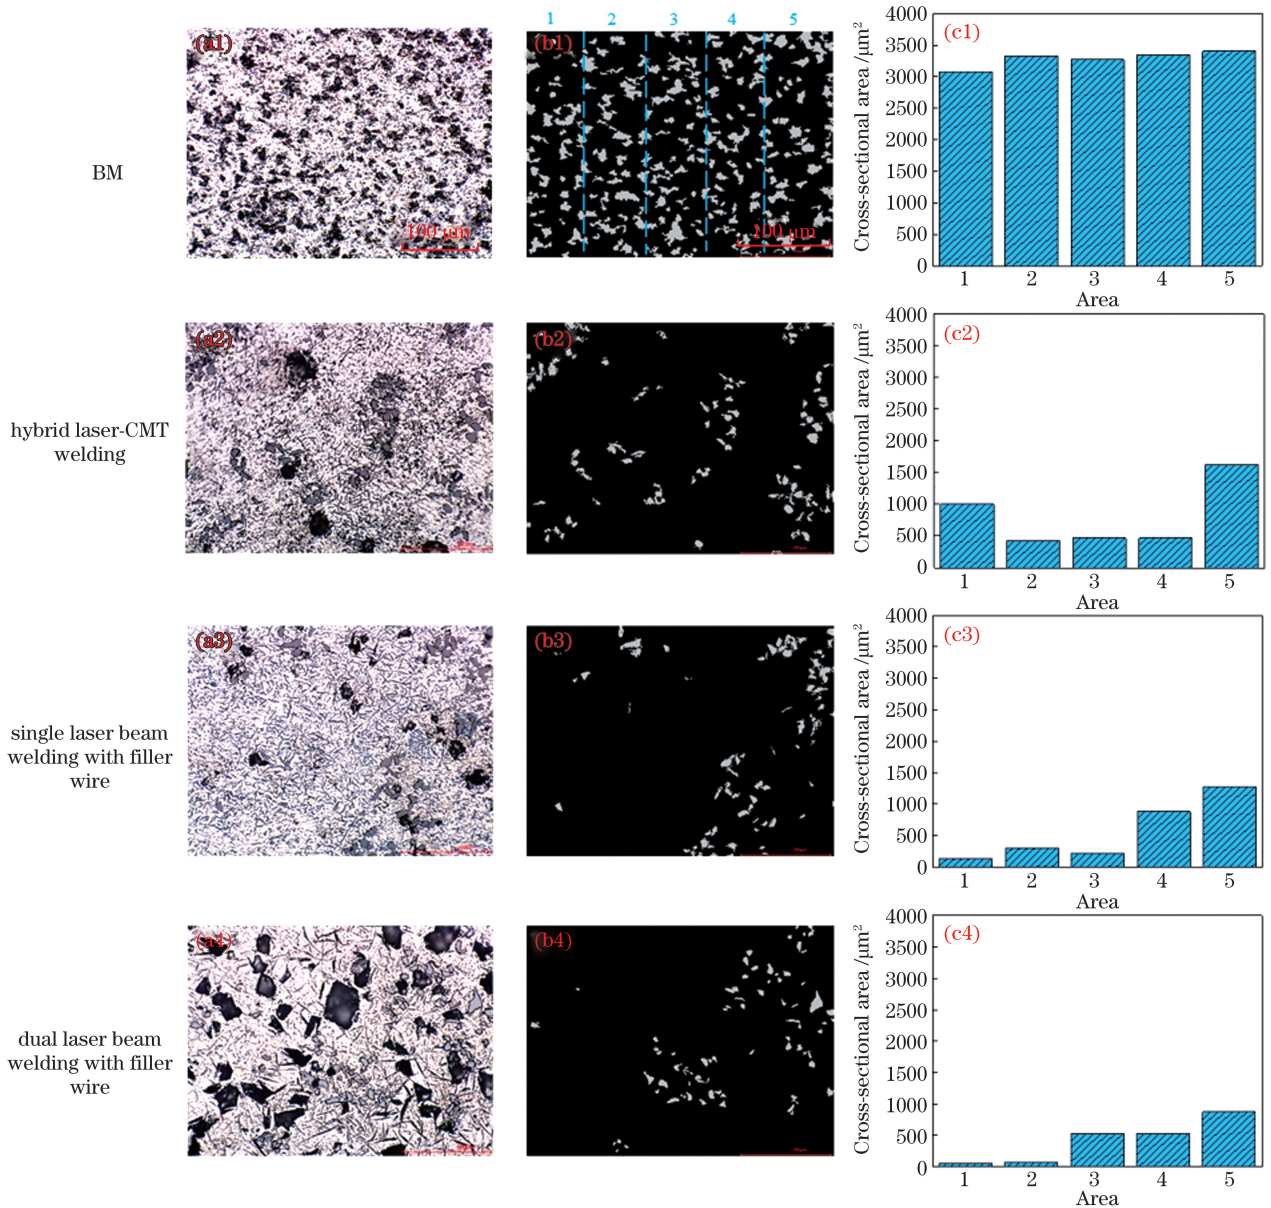 1 2 3 4 5
BM
(a1)
100 μm
(b1)
100 μm
(c1)
Cross-sectional area /μm²
4000
3500
3000
2500
2000
1500
1000
500
0
1 2 3 4 5
Area
hybrid laser-CMT
welding
(a2)
(b2)
(c2)
Cross-sectional area /μm²
4000
3500
3000
2500
2000
1500
1000
500
0
1 2 3 4 5
Area
single laser beam
welding with filler
wire
(a3)
(b3)
(c3)
Cross-sectional area /μm²
4000
3500
3000
2500
2000
1500
1000
500
0
1 2 3 4 5
Area
dual laser beam
welding with filler
wire
(a4)
(b4)
(c4)
Cross-sectional area /μm²
4000
3500
3000
2500
2000
1500
1000
500
0
1 2 3 4 5
Area